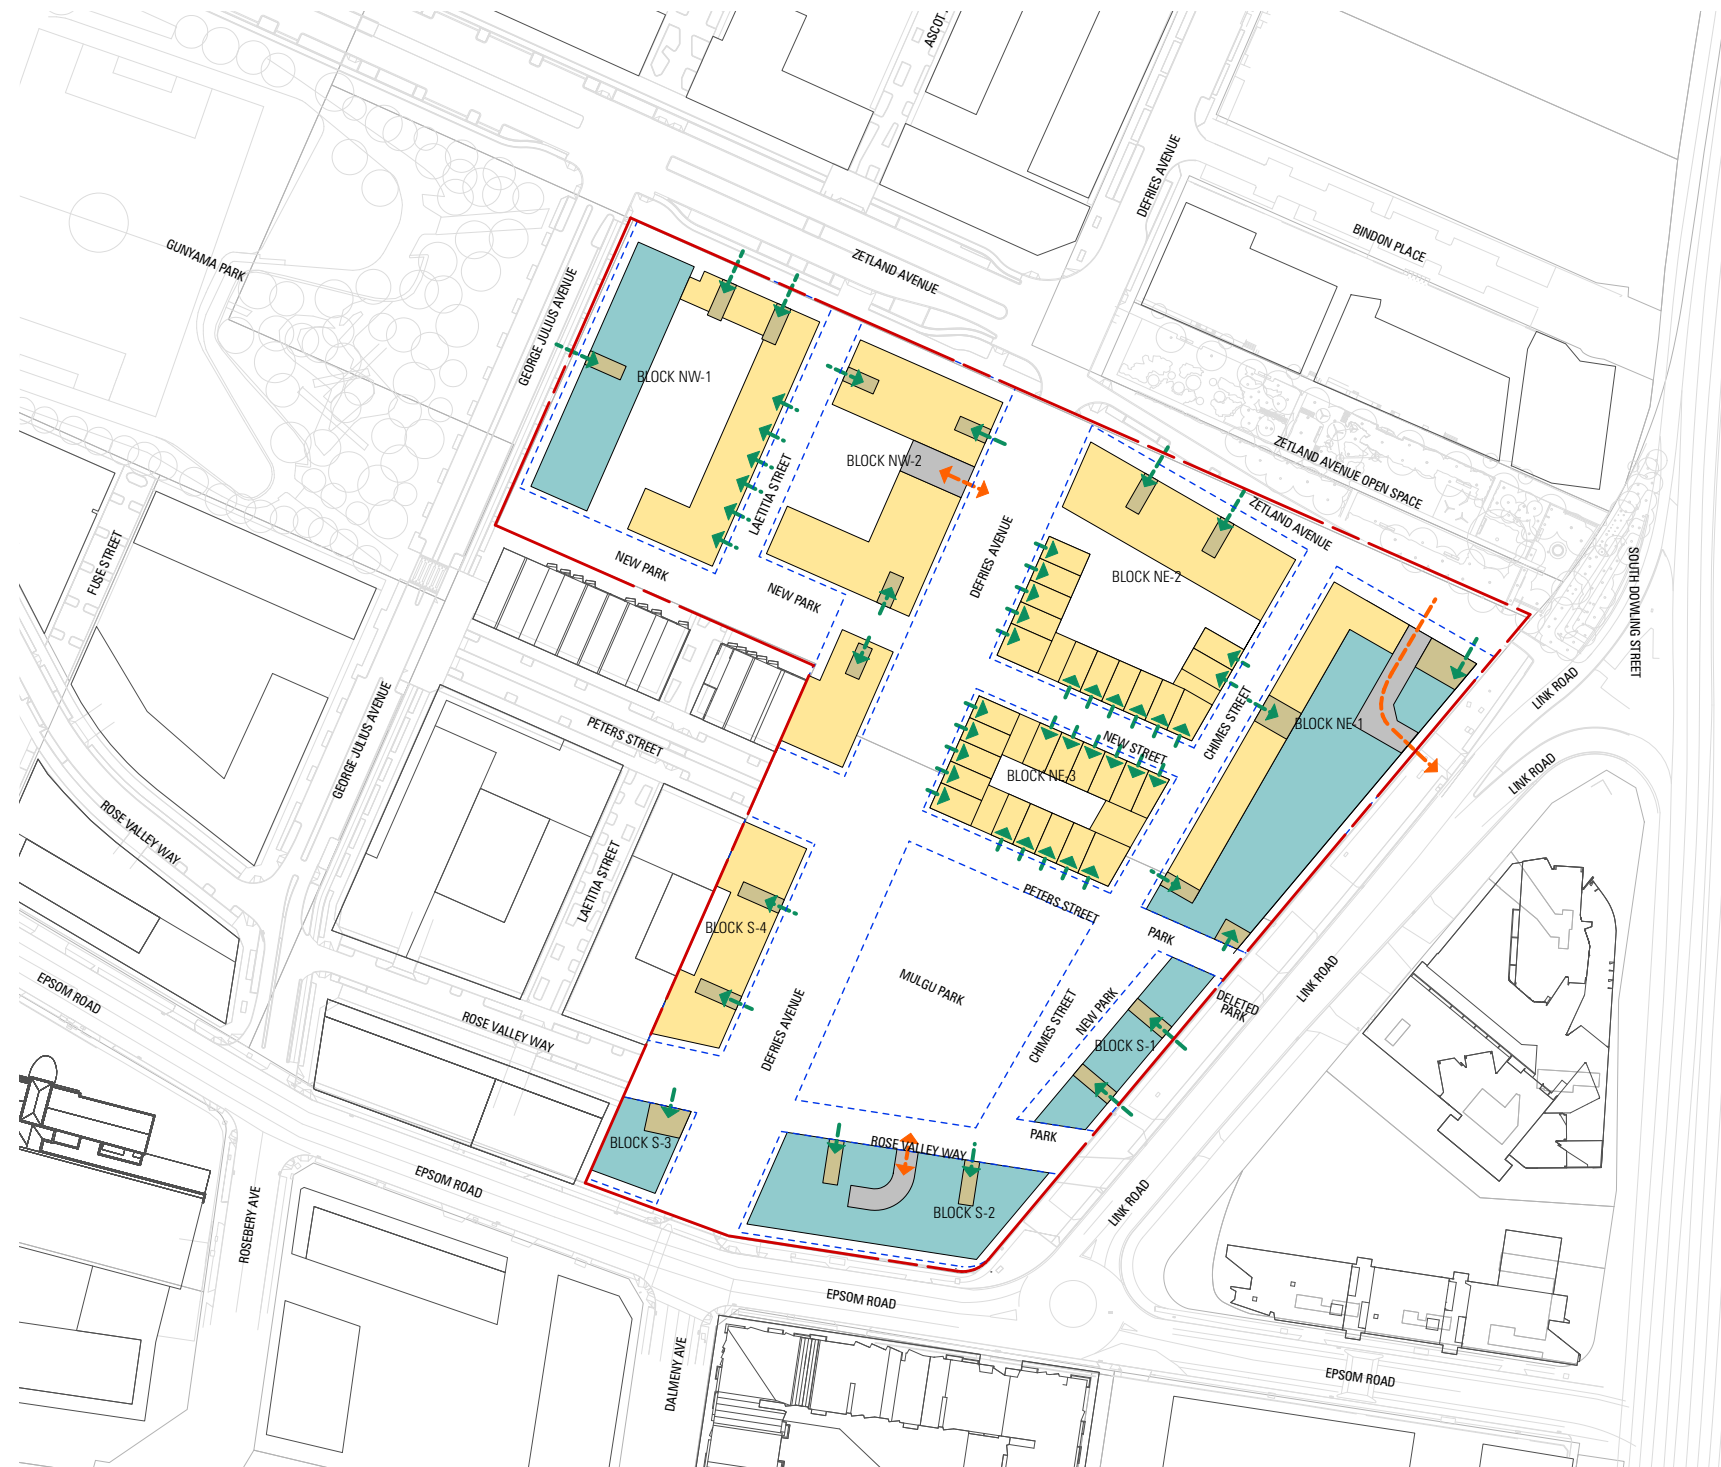 ASCOT
DEFRIES AVENUE
BINDON PLACE
GUNYAMA PARK
ZETLAND AVENUE
GEORGE JULIUS AVENUE
BLOCK NW-1
BLOCK NW-2
LAETITIA STREET
ZETLAND AVENUE OPEN SPACE
ZETLAND AVENUE
FUSE STREET
NEW PARK
NEW PARK
DEFRIES AVENUE
BLOCK NE-2
SOUTH DOWLING STREET
LINK ROAD
GEORGE JULIUS AVENUE
PETERS STREET
CHIMES STREET
BLOCK NE-1
NEW STREET
BLOCK NE-3
LINK ROAD
ROSE VALLEY WAY
LAETITIA STREET
PETERS STREET
BLOCK S-4
PARK
EPSOM ROAD
MULGU PARK
LINK ROAD
DELETED
PARK
NEW PARK
CHIMES STREET
ROSE VALLEY WAY
DEFRIES AVENUE
BLOCK S-1
PARK
BLOCK S-3
ROSE VALLEY WAY
EPSOM ROAD
ROSEBERY AVE
BLOCK S-2
LINK ROAD
EPSOM ROAD
DALMENY AVE
EPSOM ROAD